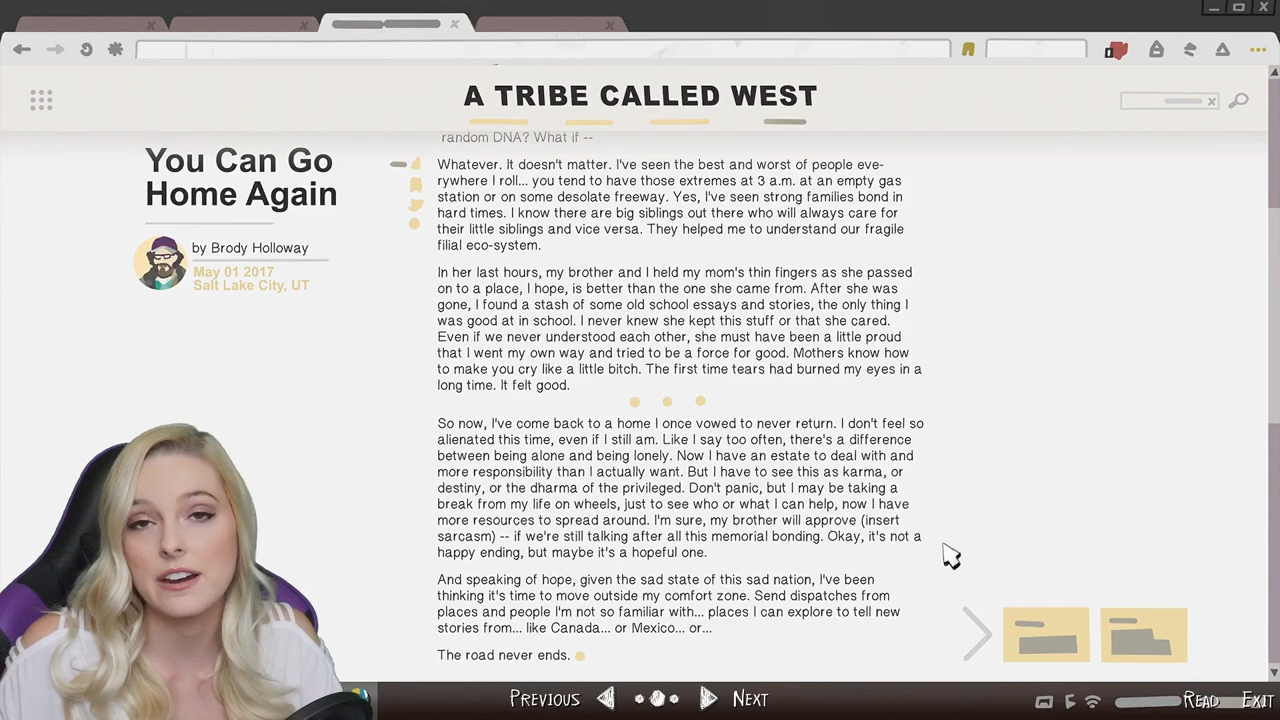 A TRIBE CALLED WEST
You Can Go
Home Again
by Brody Holloway
May 01 2017
Salt Lake City, UT
random DNA? What if --
Whatever. It doesn't matter. I've seen the best and worst of people eve-
rywhere I roll... you tend to have those extremes at 3 a.m. at an empty gas
station or on some desolate freeway. Yes, I've seen strong families bond in
hard times. I know there are big siblings out there who will always care for
their little siblings and vice versa. They helped me to understand our fragile
filial eco-system.
In her last hours, my brother and I held my mom's thin fingers as she passed
on to a place, I hope, is better than the one she came from. After she was
gone, I found a stash of some old school essays and stories, the only thing I
was good at in school. I never knew she kept this stuff or that she cared.
Even if we never understood each other, she must have been a little proud
that I went my own way and tried to be a force for good. Mothers know how
to make you cry like a little bitch. The first time tears had burned my eyes in a
long time. It felt good.
So now, I've come back to a home I once vowed to never return. I don't feel so
alienated this time, even if I still am. Like I say too often, there's a difference
between being alone and being lonely. Now I have an estate to deal with and
more responsibility than I actually want. But I have to see this as karma, or
destiny, or the dharma of the privileged. Don't panic, but I may be taking a
break from my life on wheels, just to see who or what I can help, now I have
more resources to spread around. I'm sure, my brother will approve (insert
sarcasm) -- if we're still talking after all this memorial bonding. Okay, it's not a
happy ending, but maybe it's a hopeful one.
And speaking of hope, given the sad state of this sad nation, I've been
thinking it's time to move outside my comfort zone. Send dispatches from
places and people I'm not so familiar with... places I can explore to tell new
stories from... like Canada... or Mexico... or...
The road never ends.
PREVIOUS
NEXT
READ
EXIT